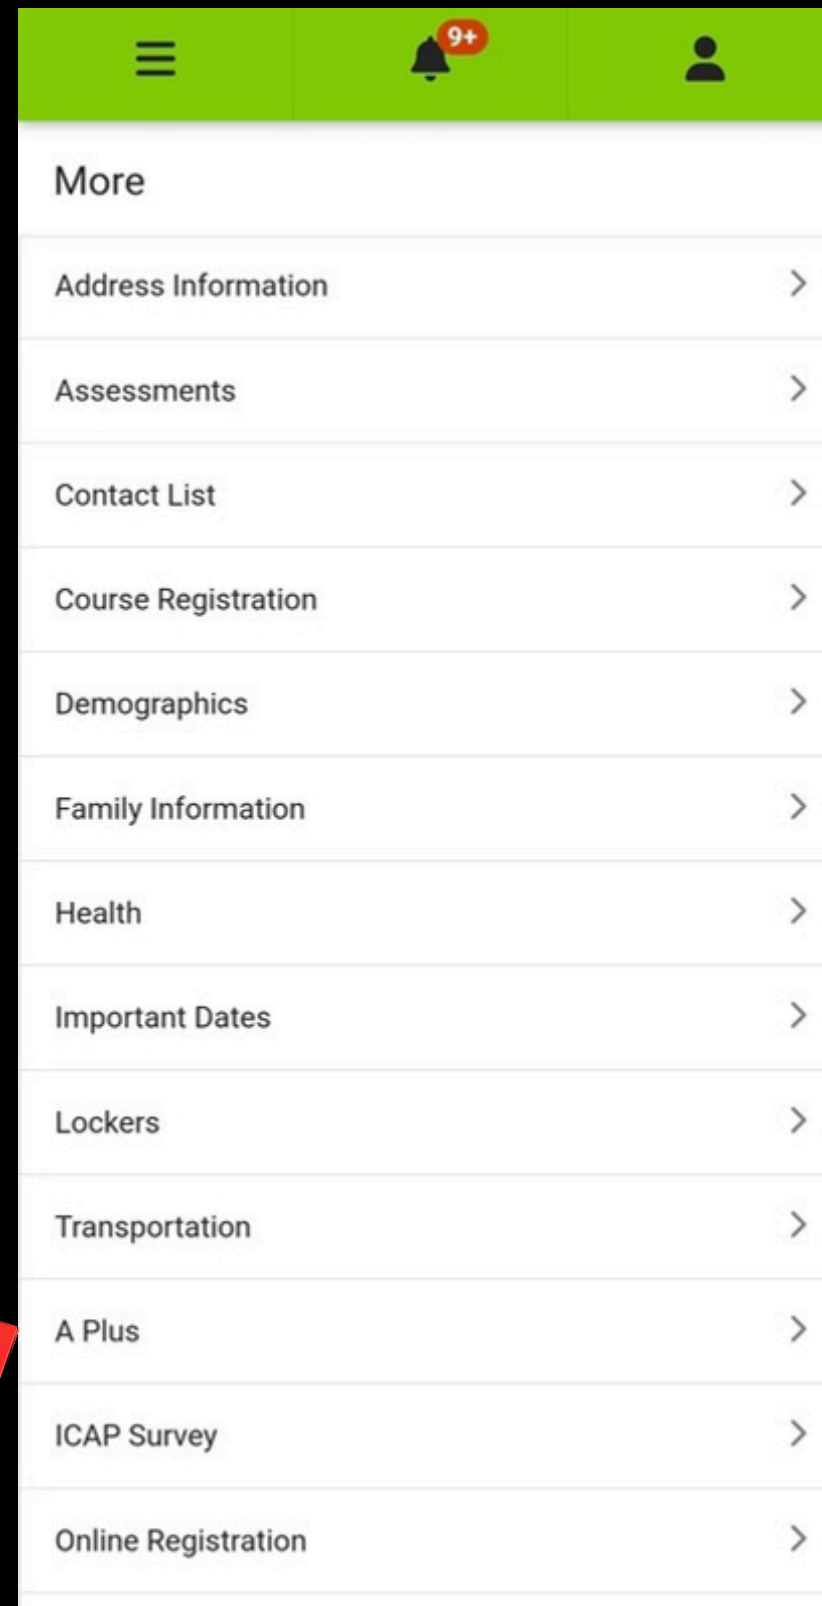 9+
More
Address Information
Assessments
Contact List
Course Registration
Demographics
Family Information
Health
Important Dates
Lockers
Transportation
A Plus
ICAP Survey
Online Registration